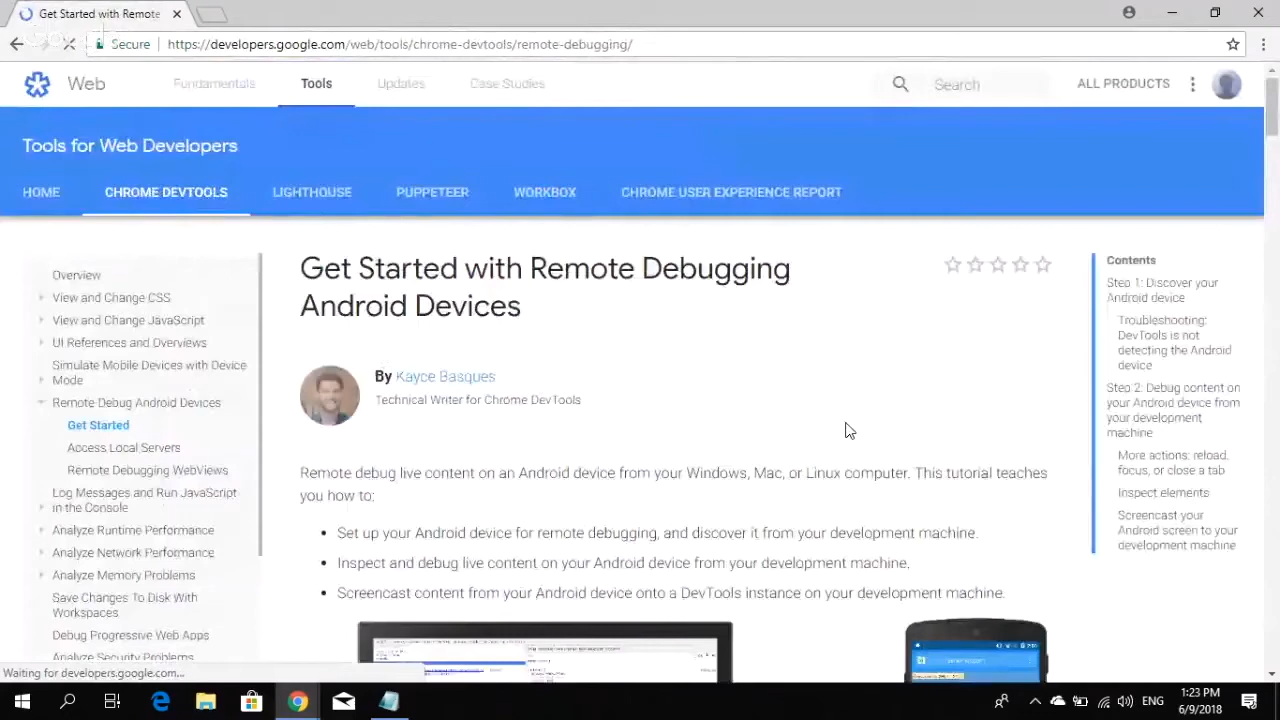 Get Started with Remote
Secure
https://developers.google.com/web/tools/chrome-devtools/remote-debugging/
Web
Fundamentals
Tools
Updates
Case Studies
Search
ALL PRODUCTS
Tools for Web Developers
HOME
CHROME DEVTOOLS
LIGHTHOUSE
PUPPETEER
WORKBOX
CHROME USER EXPERIENCE REPORT
Overview
View and Change CSS
View and Change JavaScript
UI References and Overviews
Simulate Mobile Devices with Device
Mode
Remote Debug Android Devices
Get Started
Access Local Servers
Remote Debugging WebViews
Log Messages and Run JavaScript
in the Console
Analyze Runtime Performance
Analyze Network Performance
Analyze Memory Problems
Save Changes To Disk With
Workspaces
Debug Progressive Web Apps
Analyze Security Problems
Get Started with Remote Debugging
Android Devices
By Kayce Basques
Technical Writer for Chrome DevTools
Remote debug live content on an Android device from your Windows, Mac, or Linux computer. This tutorial teaches
you how to:
• Set up your Android device for remote debugging, and discover it from your development machine.
• Inspect and debug live content on your Android device from your development machine.
• Screencast content from your Android device onto a DevTools instance on your development machine.
Contents
Step 1: Discover your
Android device
Troubleshooting:
DevTools is not
detecting the Android
device
Step 2: Debug content on
your Android device from
your development
machine
More actions: reload,
focus, or close a tab
Inspect elements
Screencast your
Android screen to your
development machine
ENG
1:23 PM
6/9/2018